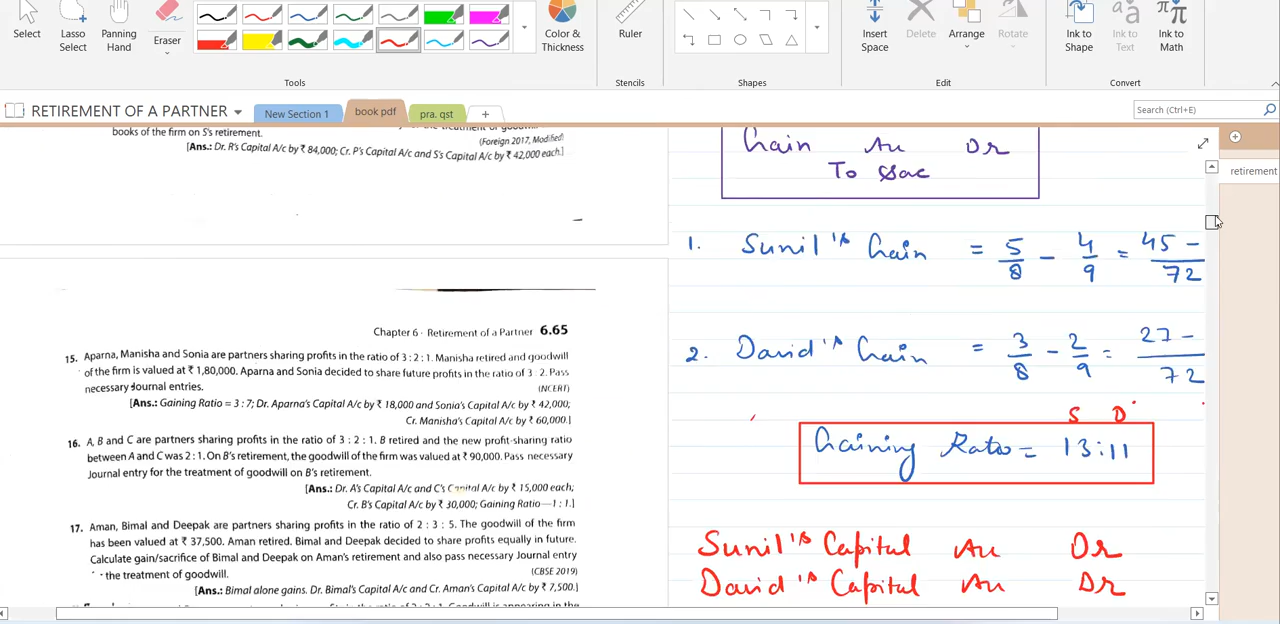 Select
Lasso
Select
Panning
Hand
Eraser
Color &
Thickness
Ruler
Insert
Space
Delete
Arrange
Rotate
Ink to
Shape
Ink to
Text
Ink to
Math
Tools
Stencils
Shapes
Edit
Convert
RETIREMENT OF A PARTNER
New Section 1
book pdf
pra. qst
+
Search (Ctrl+E)
retirement
books of the firm on S's retirement.
(Foreign 2017, Modified)
[Ans.: Dr. R's Capital A/c by ₹ 84,000; Cr. P's Capital A/c and S's Capital A/c by ₹ 42,000 each.]
Chapter 6 · Retirement of a Partner 6.65
15. Aparna, Manisha and Sonia are partners sharing profits in the ratio of 3 : 2 : 1. Manisha retired and goodwill
of the firm is valued at ₹ 1,80,000. Aparna and Sonia decided to share future profits in the ratio of 3 : 2. Pass
necessary Journal entries. (NCERT)
[Ans.: Gaining Ratio = 3 : 7; Dr. Aparna's Capital A/c by ₹ 18,000 and Sonia's Capital A/c by ₹ 42,000;
Cr. Manisha's Capital A/c by ₹ 60,000.]
16. A, B and C are partners sharing profits in the ratio of 3 : 2 : 1. B retired and the new profit-sharing ratio
between A and C was 2 : 1. On B's retirement, the goodwill of the firm was valued at ₹ 90,000. Pass necessary
Journal entry for the treatment of goodwill on B's retirement.
[Ans.: Dr. A's Capital A/c and C's Capital A/c by ₹ 15,000 each;
Cr. B's Capital A/c by ₹ 30,000; Gaining Ratio—1 : 1.]
17. Aman, Bimal and Deepak are partners sharing profits in the ratio of 2 : 3 : 5. The goodwill of the firm
has been valued at ₹ 37,500. Aman retired. Bimal and Deepak decided to share profits equally in future.
Calculate gain/sacrifice of Bimal and Deepak on Aman's retirement and also pass necessary Journal entry
the treatment of goodwill. (CBSE 2019)
[Ans.: Bimal alone gains. Dr. Bimal's Capital A/c and Cr. Aman's Capital A/c by ₹ 7,500.]
Gain A/c Dr
To Sac
1. Sunil's Gain = 5/8 - 4/9 = 45 - / 72
2. David's Gain = 3/8 - 2/9 = 27 - / 72
S D
Gaining Ratio = 13:11
Sunil's Capital A/c Dr
David's Capital A/c Dr